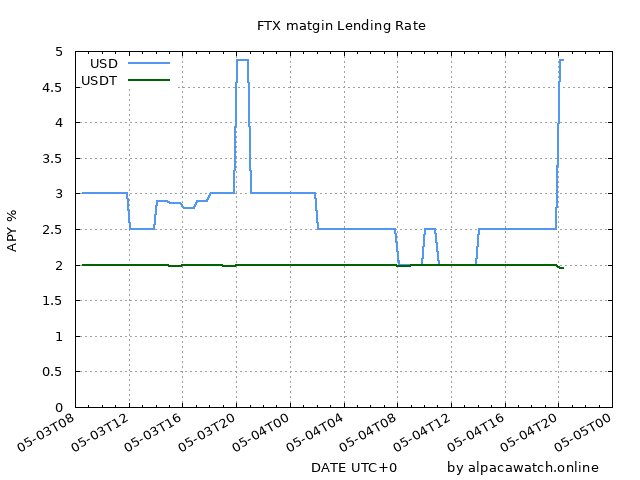 FTX matgin Lending Rate
USD
USDT
5
4.5
4
3.5
3
2.5
2
1.5
1
0.5
0
APY %
05-03T08 05-03T12 05-03T16 05-03T20 05-04T00 05-04T04 05-04T08 05-04T12 05-04T16 05-04T20 05-05T00
DATE UTC+0 by alpacawatch.online